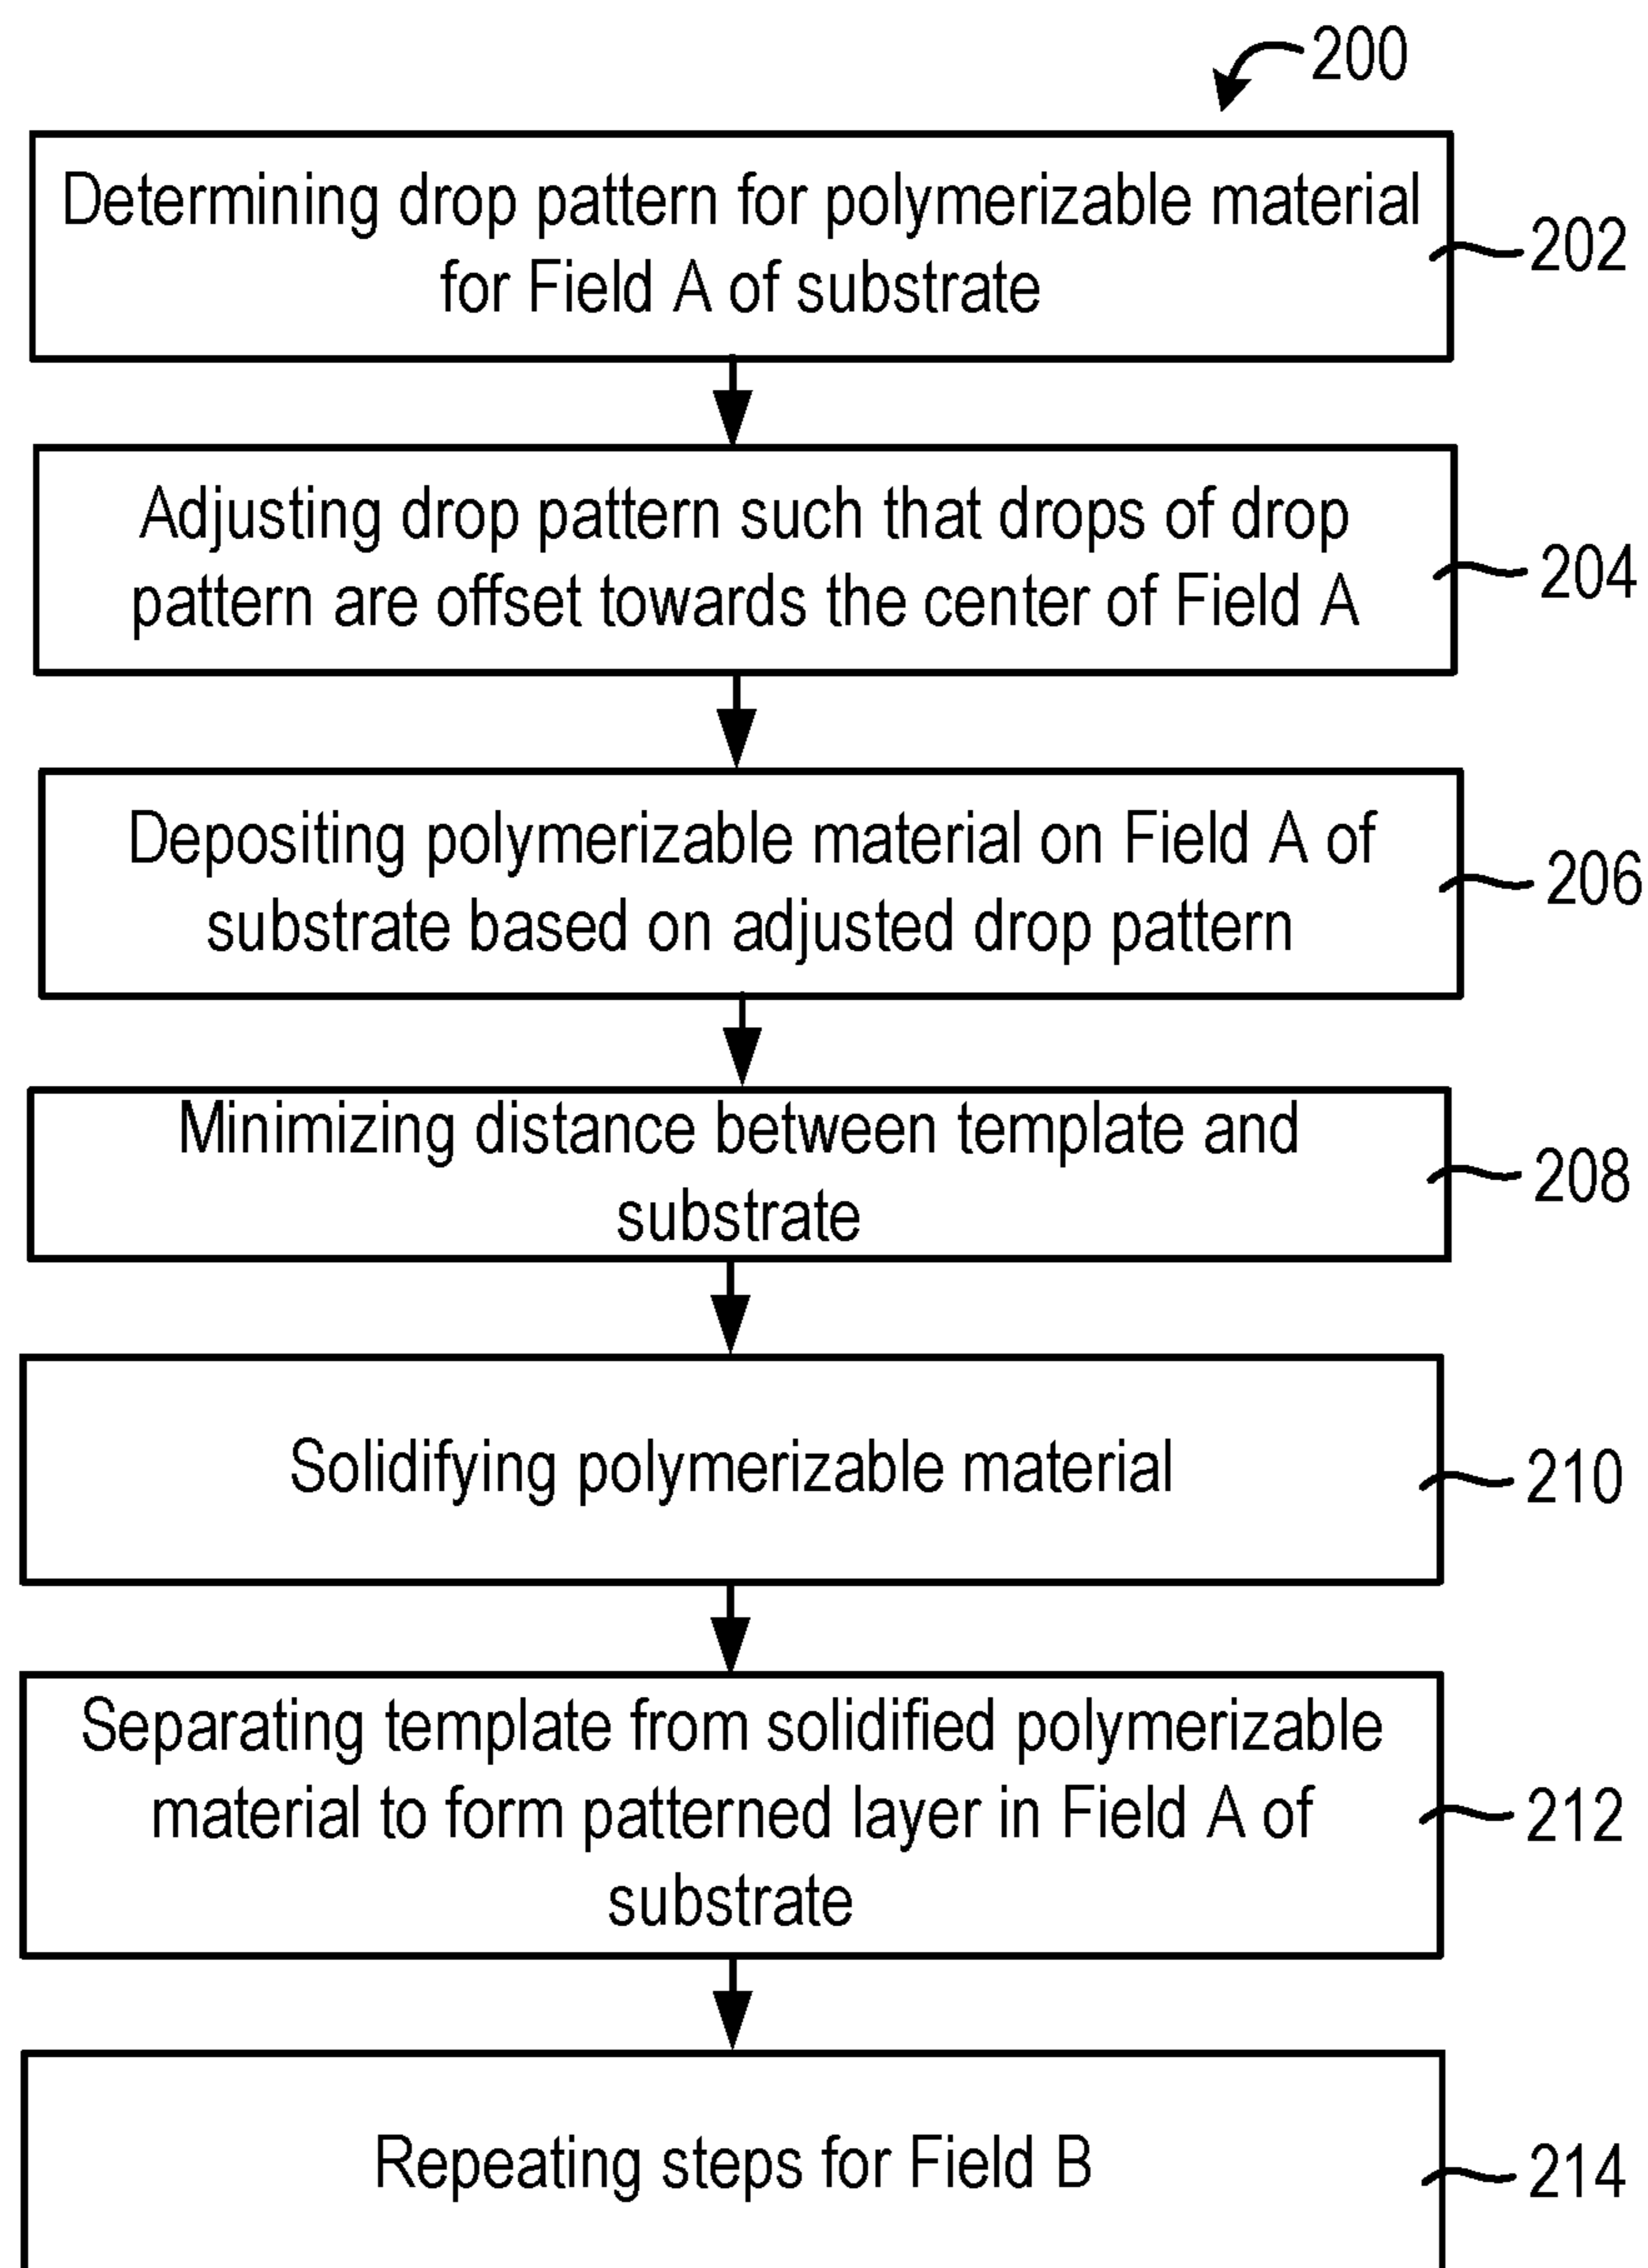 200
Determining drop pattern for polymerizable material
for Field A of substrate
202
Adjusting drop pattern such that drops of drop
pattern are offset towards the center of Field A
204
Depositing polymerizable material on Field A of
substrate based on adjusted drop pattern
206
Minimizing distance between template and
substrate
208
Solidifying polymerizable material
210
Separating template from solidified polymerizable
material to form patterned layer in Field A of
substrate
212
Repeating steps for Field B
214